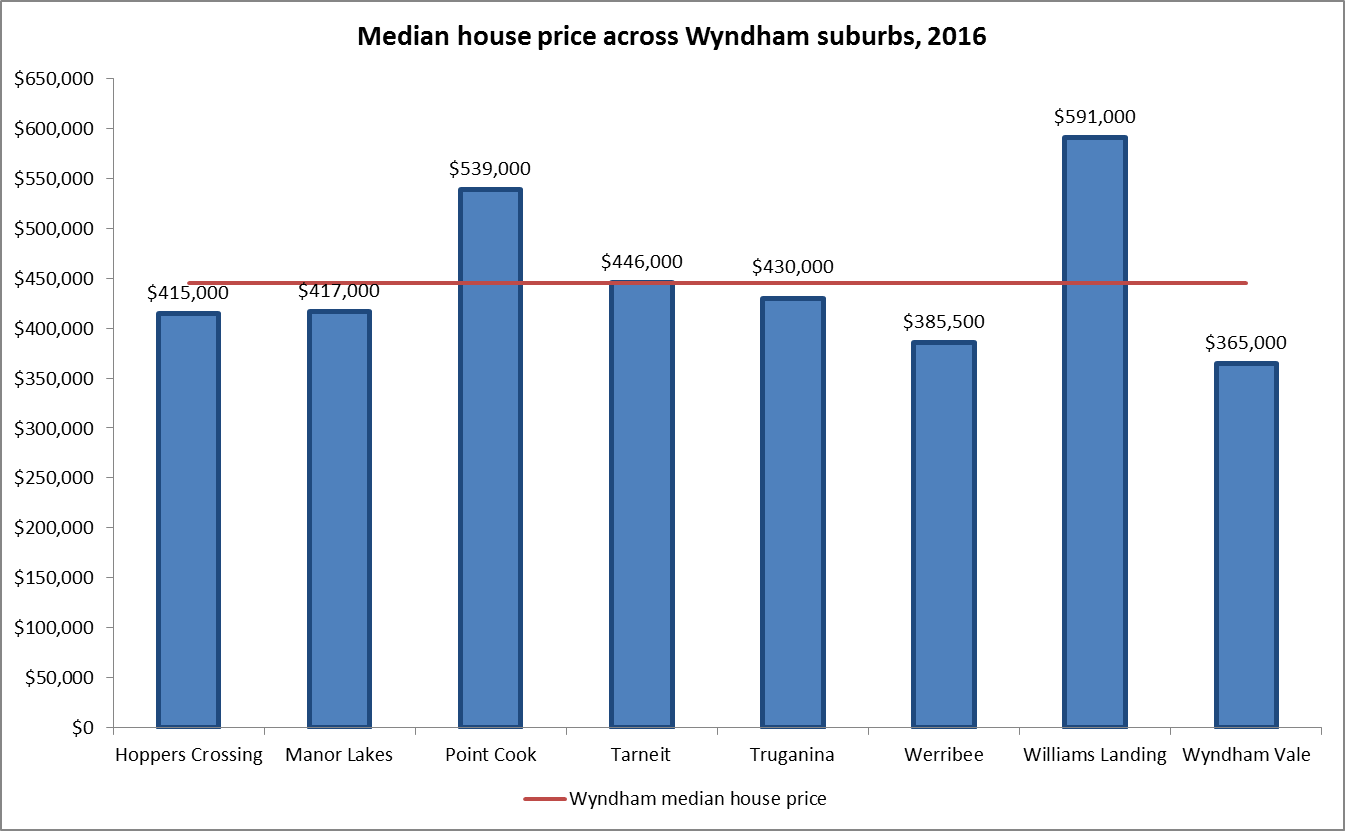 Median house price across Wyndham suburbs, 2016
$650,000
$600,000
$550,000
$500,000
$450,000
$400,000
$350,000
$300,000
$250,000
$200,000
$150,000
$100,000
$50,000
$0
$415,000
$417,000
$539,000
$446,000
$430,000
$385,500
$591,000
$365,000
Hoppers Crossing
Manor Lakes
Point Cook
Tarneit
Truganina
Werribee
Williams Landing
Wyndham Vale
Wyndham median house price